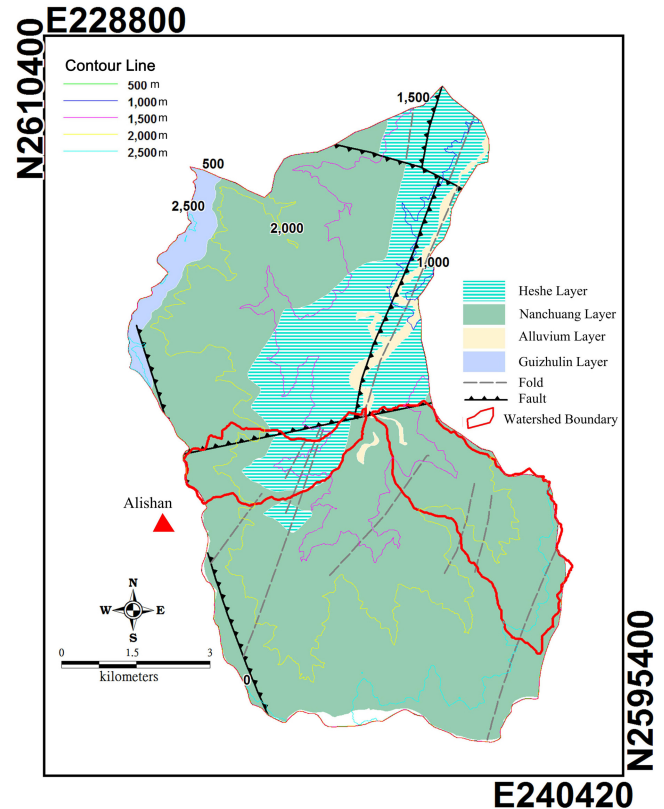 E228800
N2610400
Contour Line
500 m
1,000 m
1,500 m
2,000 m
2,500 m
1,500
500
2,500
2,000
1,000
Heshe Layer
Nanchuang Layer
Alluvium Layer
Guizhulin Layer
Fold
Fault
Watershed Boundary
Alishan
N
W E
S
0 1.5 3
kilometers
0
N2595400
E240420